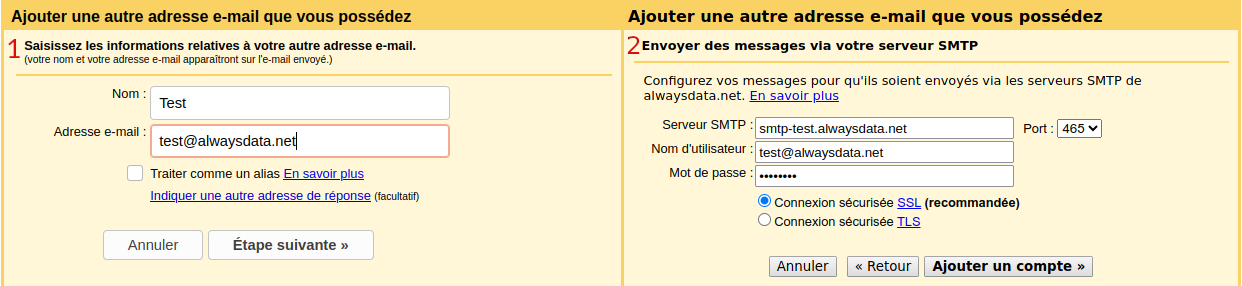 Ajouter une autre adresse e-mail que vous possédez
1 Saisissez les informations relatives à votre autre adresse e-mail.
(votre nom et votre adresse e-mail apparaîtront sur l'e-mail envoyé.)
Nom : Test
Adresse e-mail : test@alwaysdata.net
Traiter comme un alias En savoir plus
Indiquer une autre adresse de réponse (facultatif)
Annuler Étape suivante »
Ajouter une autre adresse e-mail que vous possédez
2 Envoyer des messages via votre serveur SMTP
Configurez vos messages pour qu'ils soient envoyés via les serveurs SMTP de
alwaysdata.net. En savoir plus
Serveur SMTP : smtp-test.alwaysdata.net Port : 465
Nom d'utilisateur : test@alwaysdata.net
Mot de passe : ••••••••
Connexion sécurisée SSL (recommandée)
Connexion sécurisée TLS
Annuler « Retour Ajouter un compte »